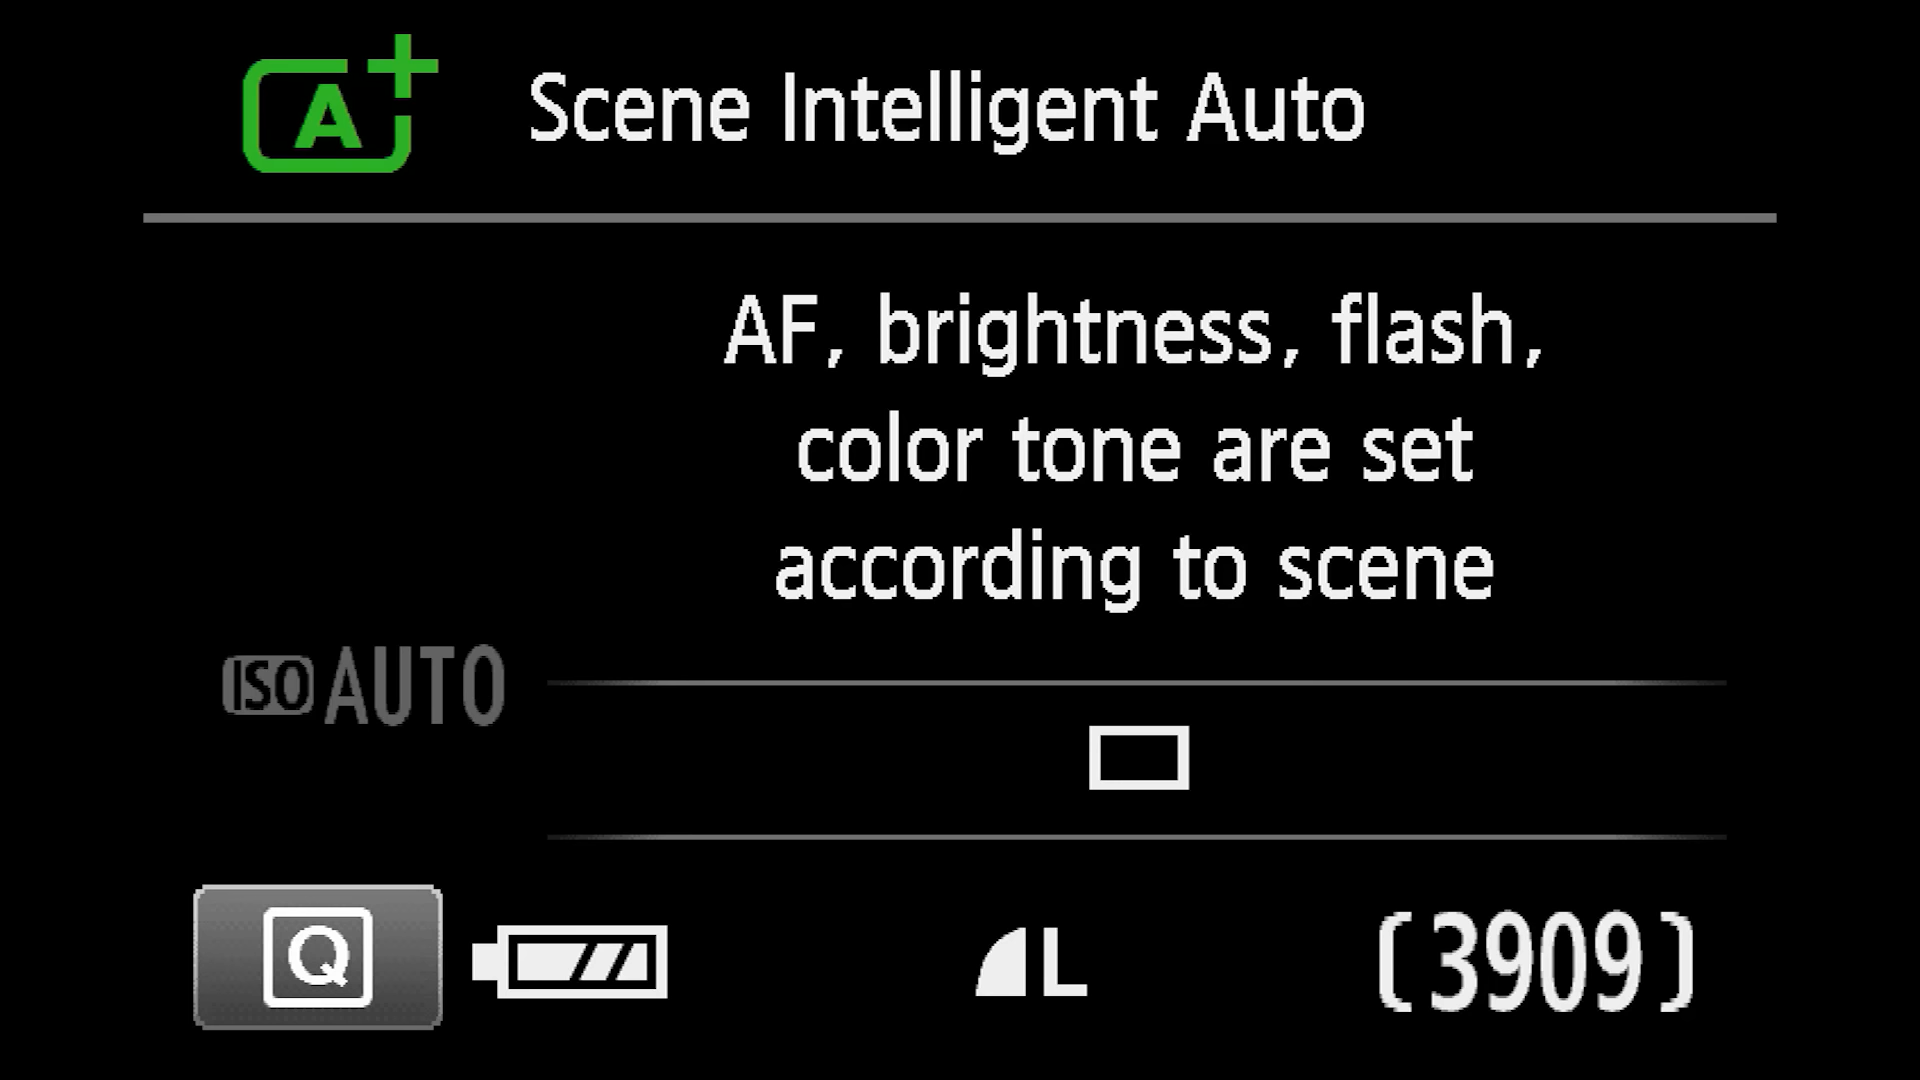 A+ Scene Intelligent Auto
AF, brightness, flash,
color tone are set
according to scene
ISO AUTO
Q L (3909)